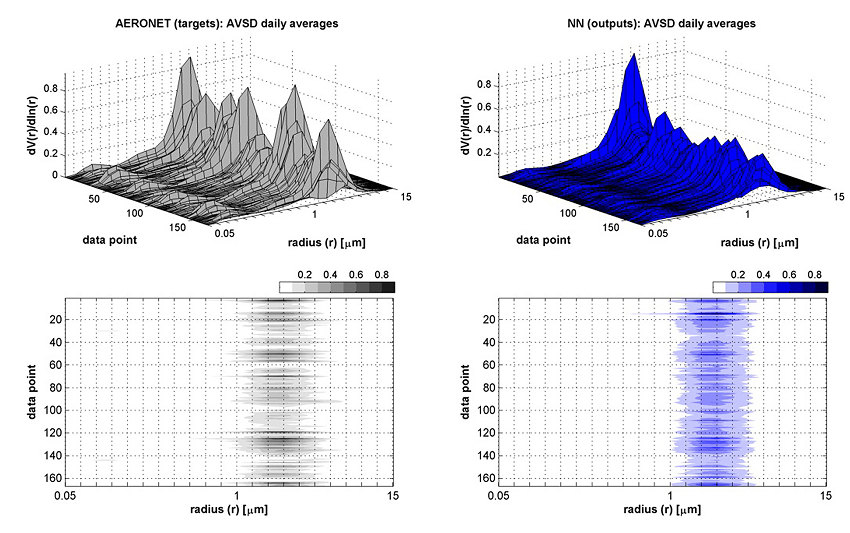 AERONET (targets): AVSD daily averages
NN (outputs): AVSD daily averages
dV(r)/dln(r)
0.8
0.6
0.4
0.2
0
50
100
150
data point
0.05
1
15
radius (r) [μm]
dV(r)/dln(r)
0.8
0.6
0.4
0.2
50
100
150
data point
0.05
1
15
radius (r) [μm]
0.2 0.4 0.6 0.8
data point
20
40
60
80
100
120
140
160
0.05 1 15
radius (r) [μm]
0.2 0.4 0.6 0.8
data point
20
40
60
80
100
120
140
160
0.05 1 15
radius (r) [μm]